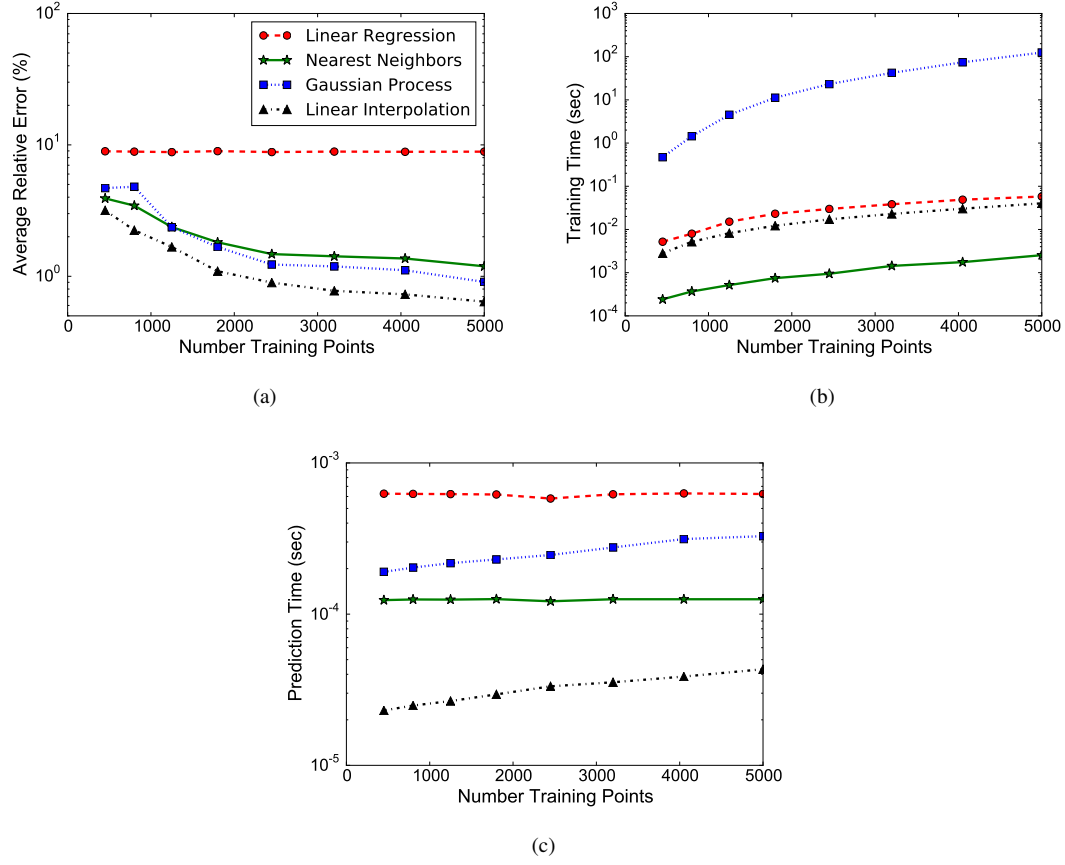 10^2
10^1
10^0
Average Relative Error (%)
Linear Regression
Nearest Neighbors
Gaussian Process
Linear Interpolation
0 1000 2000 3000 4000 5000
Number Training Points
(a)
10^3
10^2
10^1
10^0
10^-1
10^-2
10^-3
10^-4
Training Time (sec)
0 1000 2000 3000 4000 5000
Number Training Points
(b)
10^-3
10^-4
10^-5
Prediction Time (sec)
0 1000 2000 3000 4000 5000
Number Training Points
(c)